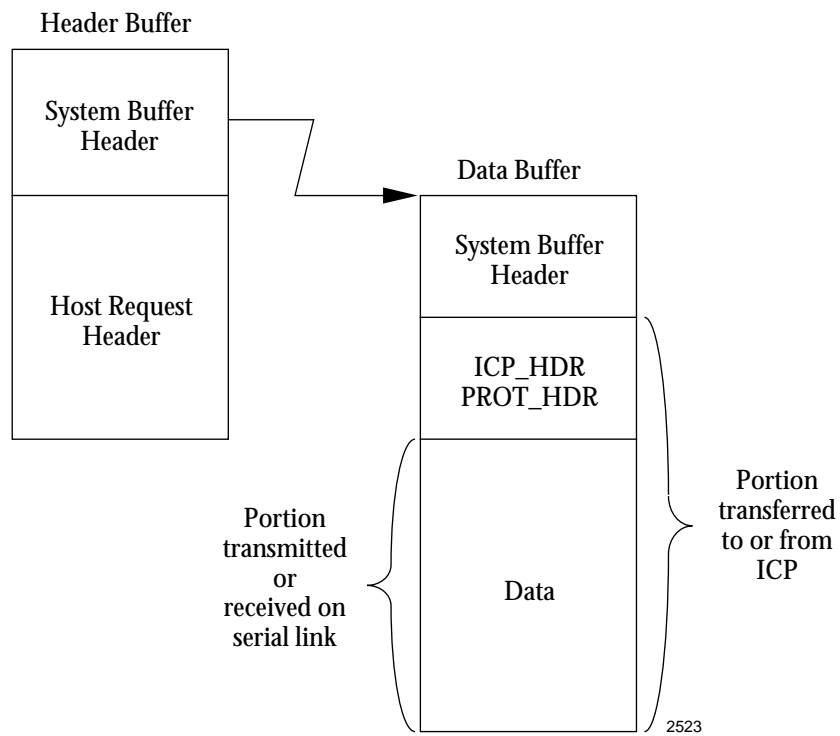 Header Buffer
System Buffer
Header
Host Request
Header
Data Buffer
System Buffer
Header
ICP_HDR
PROT_HDR
Data
Portion
transmitted
or
received on
serial link
Portion
transferred
to or from
ICP
2523